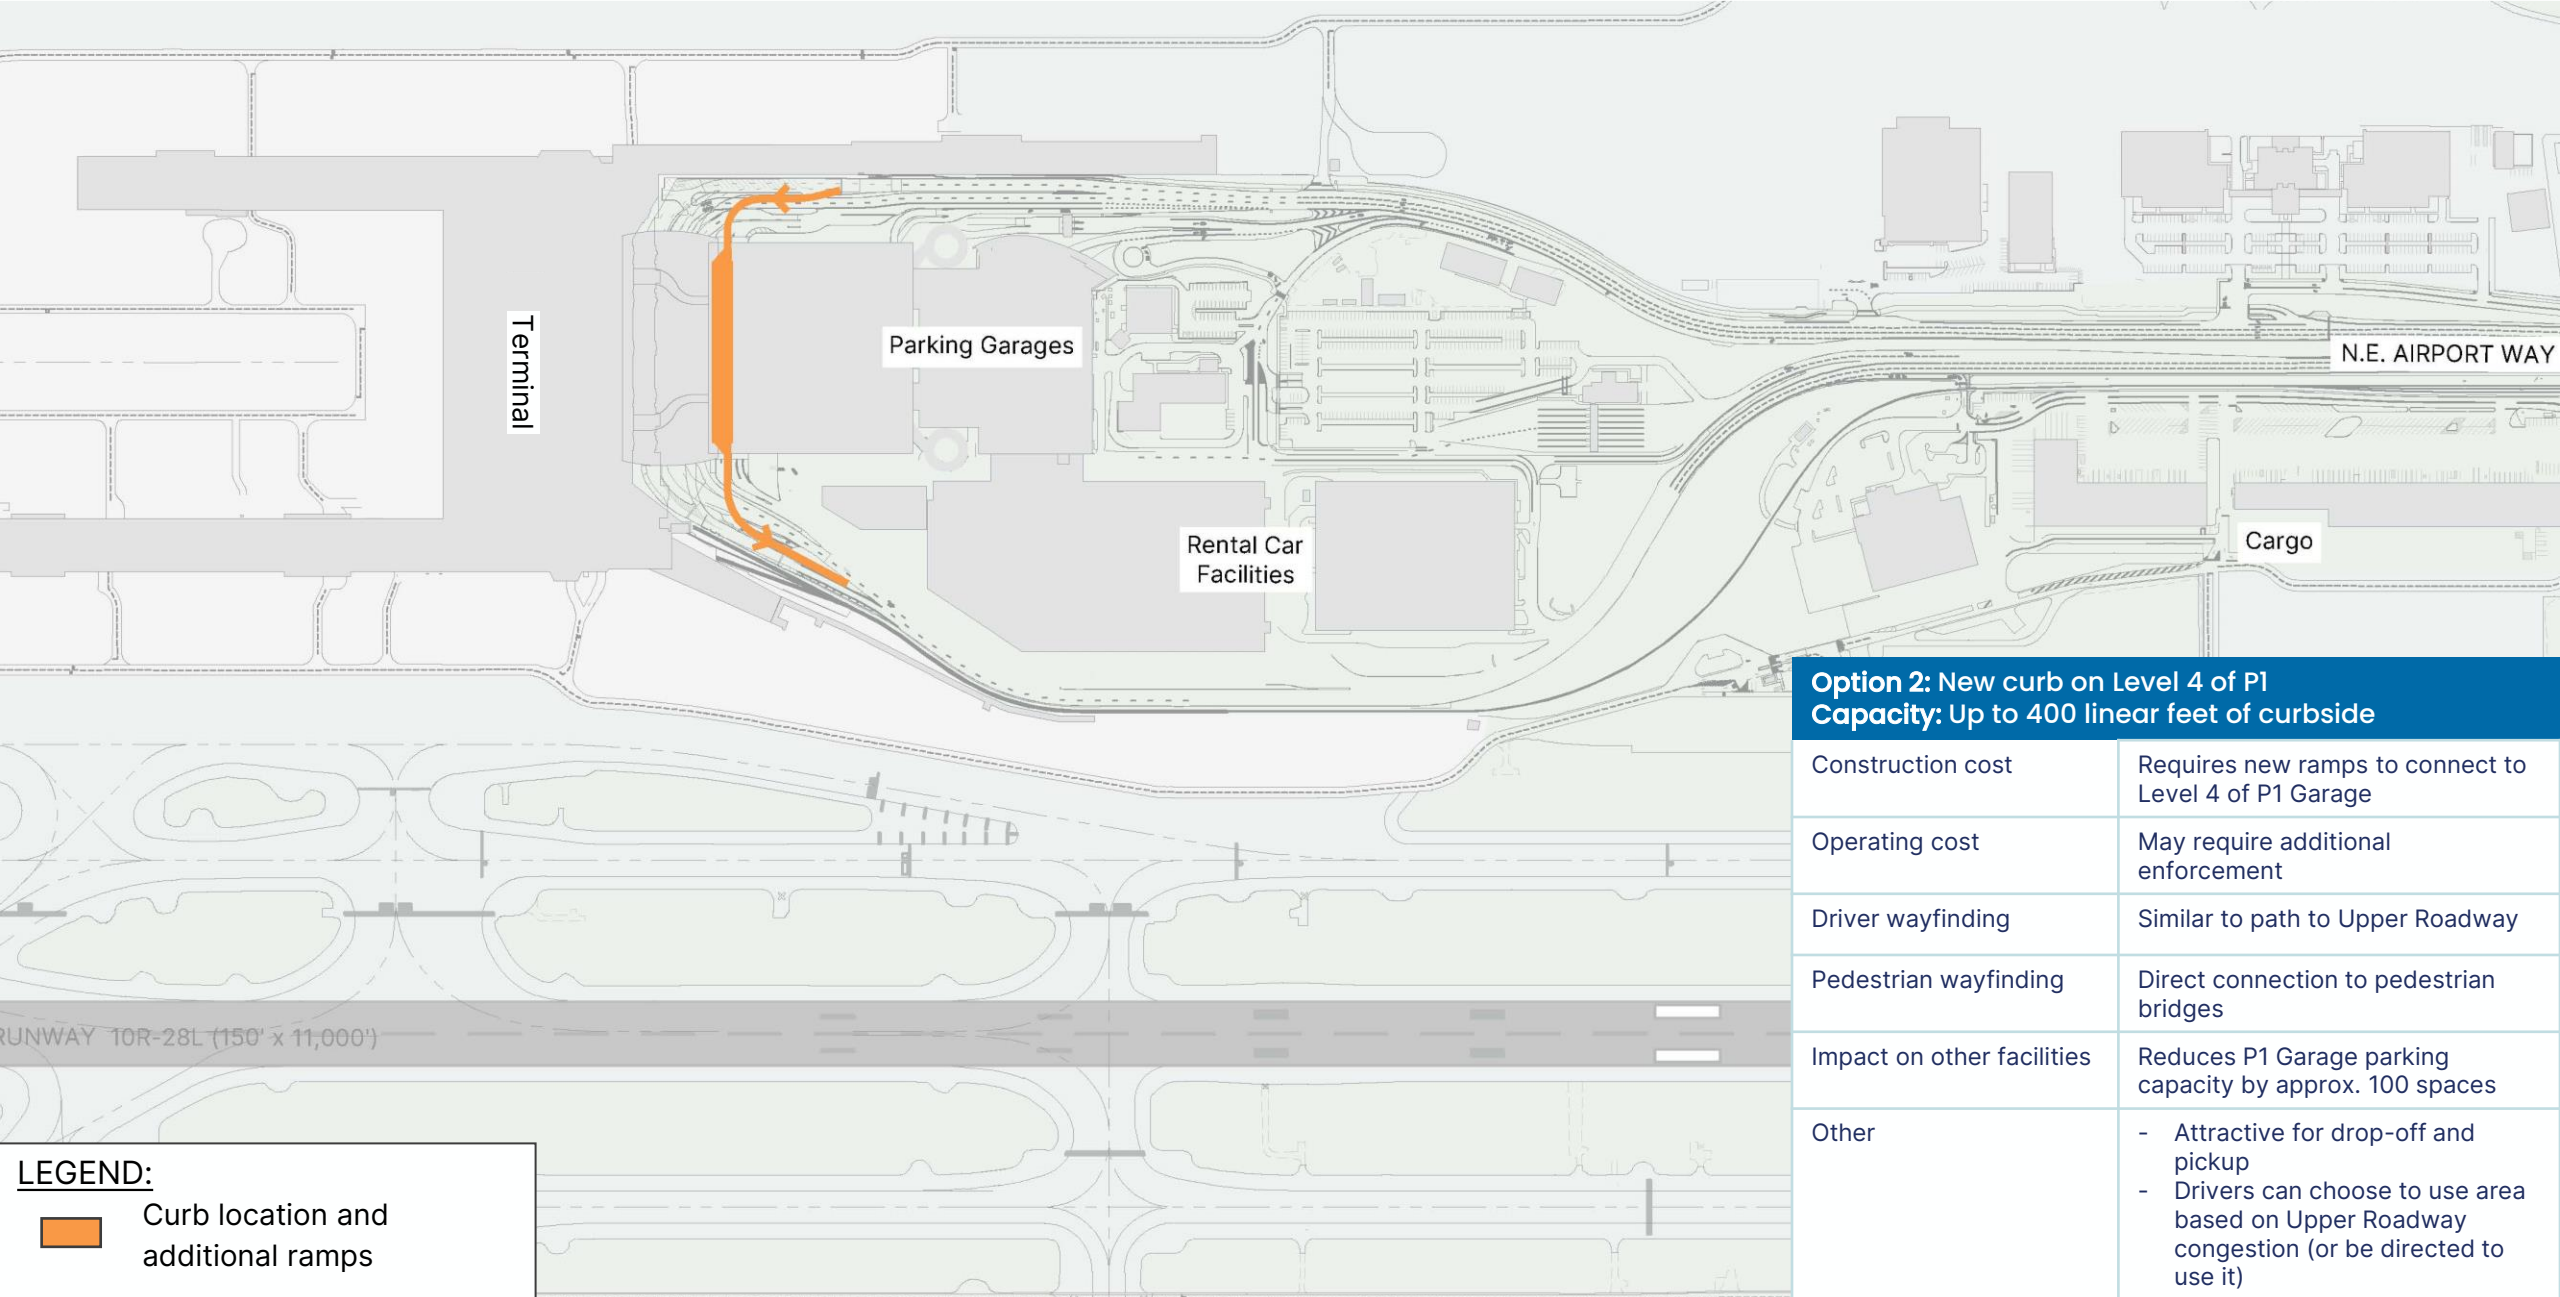 Terminal
Parking Garages
N.E. AIRPORT WAY
Rental Car
Facilities
Cargo
RUNWAY 10R-28L (150' x 11,000')
LEGEND:
Curb location and
additional ramps
Option 2: New curb on Level 4 of P1
Capacity: Up to 400 linear feet of curbside
Construction cost
Requires new ramps to connect to
Level 4 of P1 Garage
Operating cost
May require additional
enforcement
Driver wayfinding
Similar to path to Upper Roadway
Pedestrian wayfinding
Direct connection to pedestrian
bridges
Impact on other facilities
Reduces P1 Garage parking
capacity by approx. 100 spaces
Other
- Attractive for drop-off and
pickup
- Drivers can choose to use area
based on Upper Roadway
congestion (or be directed to
use it)